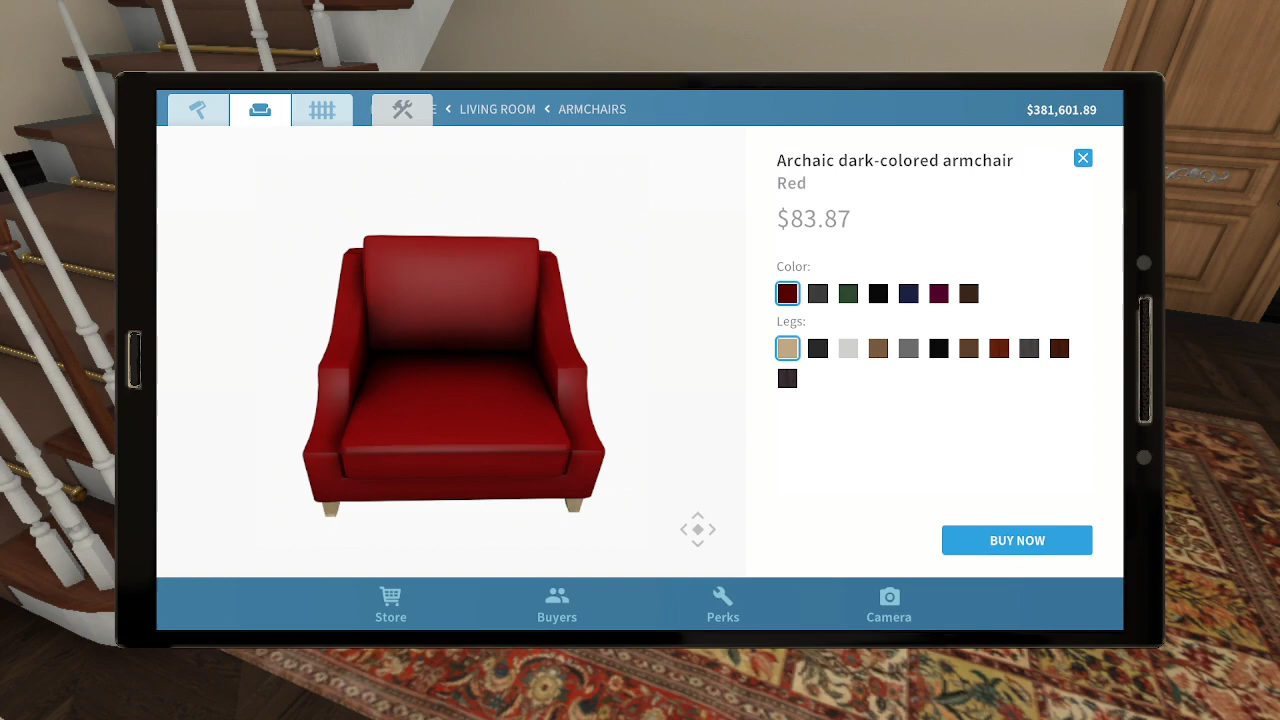 E < LIVING ROOM < ARMCHAIRS
$381,601.89
Archaic dark-colored armchair
Red
$83.87
Color:
Legs:
BUY NOW
Store
Buyers
Perks
Camera